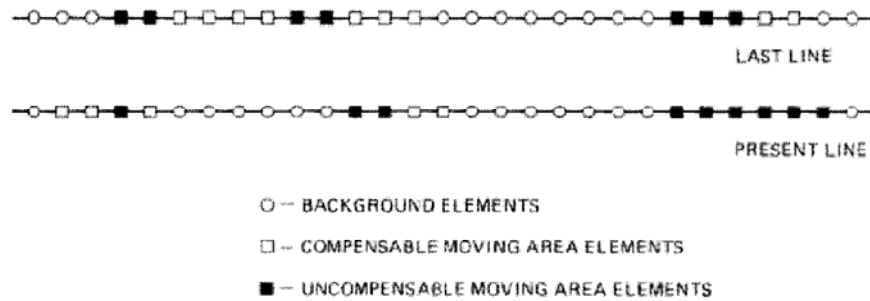 LAST LINE
PRESENT LINE
○ — BACKGROUND ELEMENTS
□ — COMPENSABLE MOVING AREA ELEMENTS
■ — UNCOMPENSABLE MOVING AREA ELEMENTS